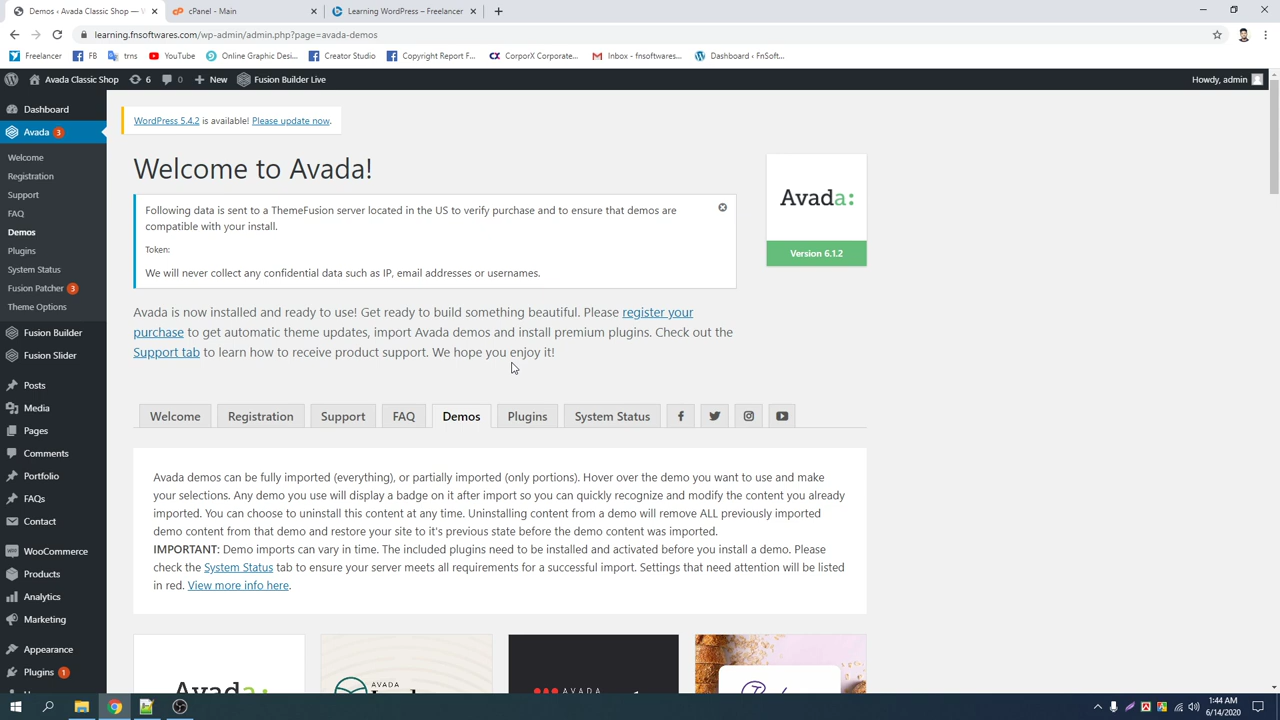 Demos ‹ Avada Classic Shop — W
cPanel - Main
Learning WordPress – Freelancer
learning.fnsoftwares.com/wp-admin/admin.php?page=avada-demos
Freelancer
FB
trns
YouTube
Online Graphic Desi...
Creator Studio
Copyright Report F...
CorporX Corporate...
Inbox - fnsoftwares...
Dashboard ‹ FnSoft...
Avada Classic Shop
6
0
New
Fusion Builder Live
Howdy, admin
Dashboard
Avada 3
Welcome
Registration
Support
FAQ
Demos
Plugins
System Status
Fusion Patcher 3
Theme Options
Fusion Builder
Fusion Slider
Posts
Media
Pages
Comments
Portfolio
FAQs
Contact
WooCommerce
Products
Analytics
Marketing
Appearance
Plugins 1
WordPress 5.4.2 is available! Please update now.
Welcome to Avada!
Following data is sent to a ThemeFusion server located in the US to verify purchase and to ensure that demos are
compatible with your install.
Token:
We will never collect any confidential data such as IP, email addresses or usernames.
Avada:
Version 6.1.2
Avada is now installed and ready to use! Get ready to build something beautiful. Please register your
purchase to get automatic theme updates, import Avada demos and install premium plugins. Check out the
Support tab to learn how to receive product support. We hope you enjoy it!
Welcome
Registration
Support
FAQ
Demos
Plugins
System Status
Avada demos can be fully imported (everything), or partially imported (only portions). Hover over the demo you want to use and make
your selections. Any demo you use will display a badge on it after import so you can quickly recognize and modify the content you already
imported. You can choose to uninstall this content at any time. Uninstalling content from a demo will remove ALL previously imported
demo content from that demo and restore your site to it's previous state before the demo content was imported.
IMPORTANT: Demo imports can vary in time. The included plugins need to be installed and activated before you install a demo. Please
check the System Status tab to ensure your server meets all requirements for a successful import. Settings that need attention will be listed
in red. View more info here.
Avada:
AVADA
AVADA
1:44 AM
6/14/2020